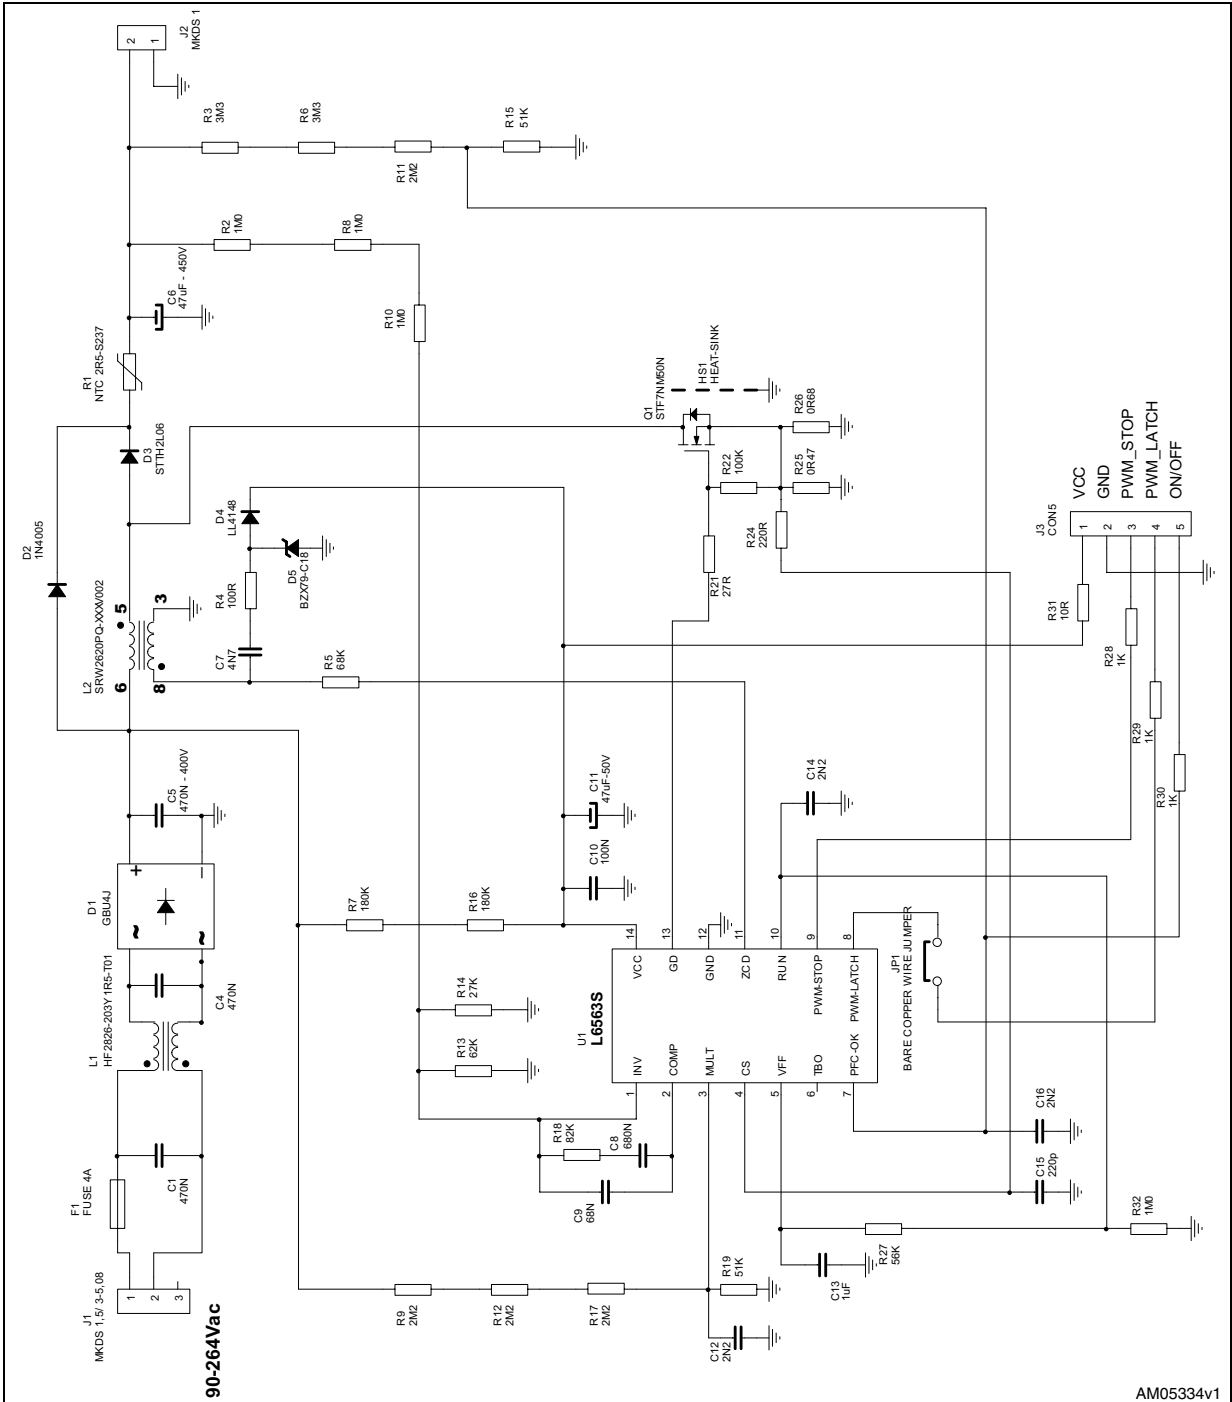 J2
MKDS 1
2
1
R3
3M3
R6
3M3
R11
2M2
R15
51K
R2
1M0
R8
1M0
C6
47uF - 450V
R10
1M0
R1
NTC 2R5-S237
Q1
STF7NM50N
HS1
HEAT-SINK
D3
STTH2L06
D2
1N4005
D4
LL4148
D5
BZX79-C18
R4
100R
C7
4N7
R5
68K
R22
100K
R26
0R68
R25
0R47
R24
220R
R21
27R
L2
SRW2620PQ-XXXV002
5
3
6
8
J3
CON5
1
2
3
4
5
VCC
GND
PWM_STOP
PWM_LATCH
ON/OFF
R31
10R
R28
1K
R29
1K
R30
1K
C5
470N - 400V
D1
GBU4J
~
~
+
–
C4
470N
L1
HF2826-203Y1R5-T01
C1
470N
F1
FUSE 4A
J1
MKDS 1,5/ 3-5,08
1
2
3
90-264Vac
R7
180K
R16
180K
C10
100N
C11
47uF-50V
C14
2N2
R14
27K
R13
62K
U1
L6563S
14
13
12
11
10
9
8
VCC
GD
GND
ZCD
RUN
PWM-STOP
PWM-LATCH
INV
COMP
MULT
CS
VFF
TBO
PFC-OK
1
2
3
4
5
6
7
JP1
BARE COPPER WIRE JUMPER
R18
82K
C8
680N
C9
68N
R9
2M2
R12
2M2
R17
2M2
R19
51K
C12
2N2
C13
1uF
R27
56K
R32
1M0
C15
220p
C16
2N2
AM05334v1